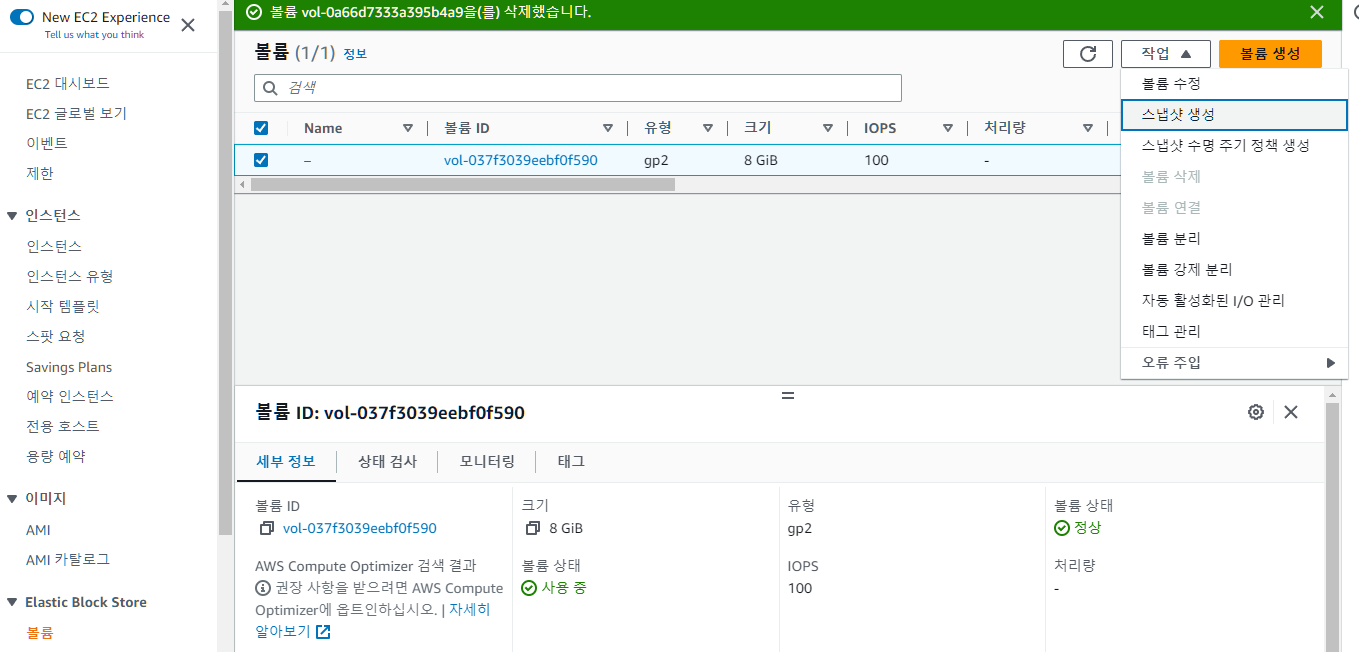 New EC2 Experience
Tell us what you think
EC2 대시보드
EC2 글로벌 보기
이벤트
제한
인스턴스
인스턴스
인스턴스 유형
시작 템플릿
스팟 요청
Savings Plans
예약 인스턴스
전용 호스트
용량 예약
이미지
AMI
AMI 카탈로그
Elastic Block Store
볼륨
볼륨 vol-0a66d7333a395b4a9을(를) 삭제했습니다.
볼륨 (1/1) 정보
작업
볼륨 생성
검색
Name 볼륨 ID 유형 크기 IOPS 처리량
– vol-037f3039eebf0f590 gp2 8 GiB 100 -
볼륨 수정
스냅샷 생성
스냅샷 수명 주기 정책 생성
볼륨 삭제
볼륨 연결
볼륨 분리
볼륨 강제 분리
자동 활성화된 I/O 관리
태그 관리
오류 주입
볼륨 ID: vol-037f3039eebf0f590
세부 정보 상태 검사 모니터링 태그
볼륨 ID
vol-037f3039eebf0f590
크기
8 GiB
유형
gp2
볼륨 상태
정상
AWS Compute Optimizer 검색 결과
권장 사항을 받으려면 AWS Compute
Optimizer에 옵트인하십시오. | 자세히
알아보기
볼륨 상태
사용 중
IOPS
100
처리량
-